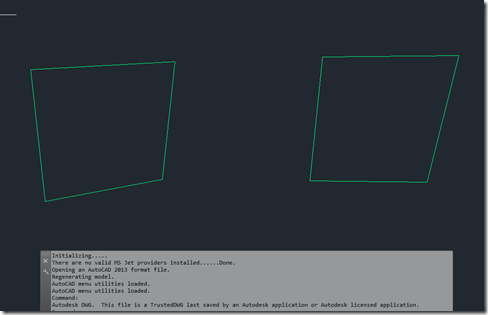 Initializing.....
There are no valid MS Jet providers installed......Done.
Opening an AutoCAD 2013 format file.
Regenerating model.
AutoCAD menu utilities loaded.
AutoCAD menu utilities loaded.
Command:
Autodesk DWG.  This file is a TrustedDWG last saved by an Autodesk application or Autodesk licensed application.